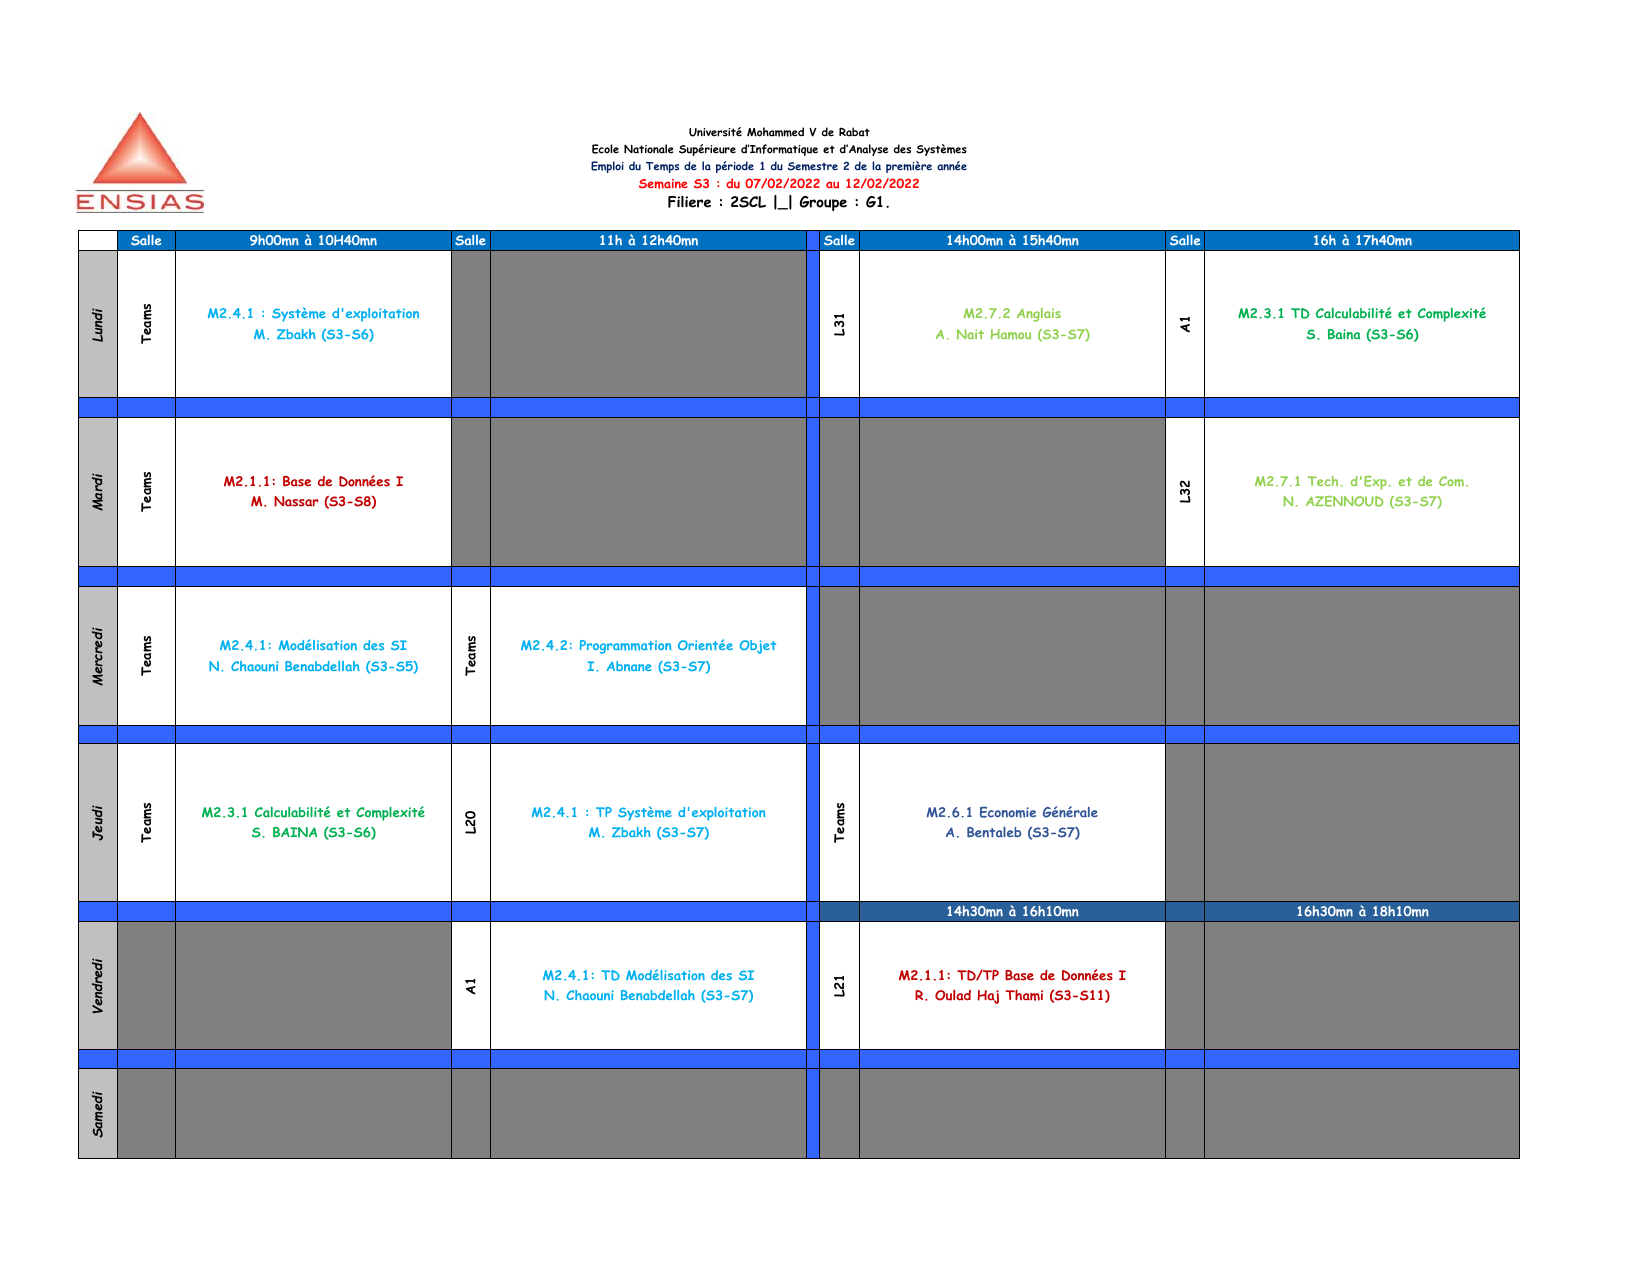 ENSIAS
Université Mohammed V de Rabat
Ecole Nationale Supérieure d’Informatique et d’Analyse des Systèmes
Emploi du Temps de la période 1 du Semestre 2 de la première année
Semaine S3 : du 07/02/2022 au 12/02/2022
Filiere : 2SCL |_| Groupe : G1.
Salle 9h00mn à 10H40mn Salle 11h à 12h40mn Salle 14h00mn à 15h40mn Salle 16h à 17h40mn
Lundi
Teams
M2.4.1 : Système d'exploitation
M. Zbakh (S3-S6)
L31
M2.7.2 Anglais
A. Nait Hamou (S3-S7)
A1
M2.3.1 TD Calculabilité et Complexité
S. Baina (S3-S6)
Mardi
Teams
M2.1.1: Base de Données I
M. Nassar (S3-S8)
L32
M2.7.1 Tech. d'Exp. et de Com.
N. AZENNOUD (S3-S7)
Mercredi
Teams
M2.4.1: Modélisation des SI
N. Chaouni Benabdellah (S3-S5)
Teams
M2.4.2: Programmation Orientée Objet
I. Abnane (S3-S7)
Jeudi
Teams
M2.3.1 Calculabilité et Complexité
S. BAINA (S3-S6)
L20
M2.4.1 : TP Système d'exploitation
M. Zbakh (S3-S7)
Teams
M2.6.1 Economie Générale
A. Bentaleb (S3-S7)
14h30mn à 16h10mn 16h30mn à 18h10mn
Vendredi
A1
M2.4.1: TD Modélisation des SI
N. Chaouni Benabdellah (S3-S7)
L21
M2.1.1: TD/TP Base de Données I
R. Oulad Haj Thami (S3-S11)
Samedi